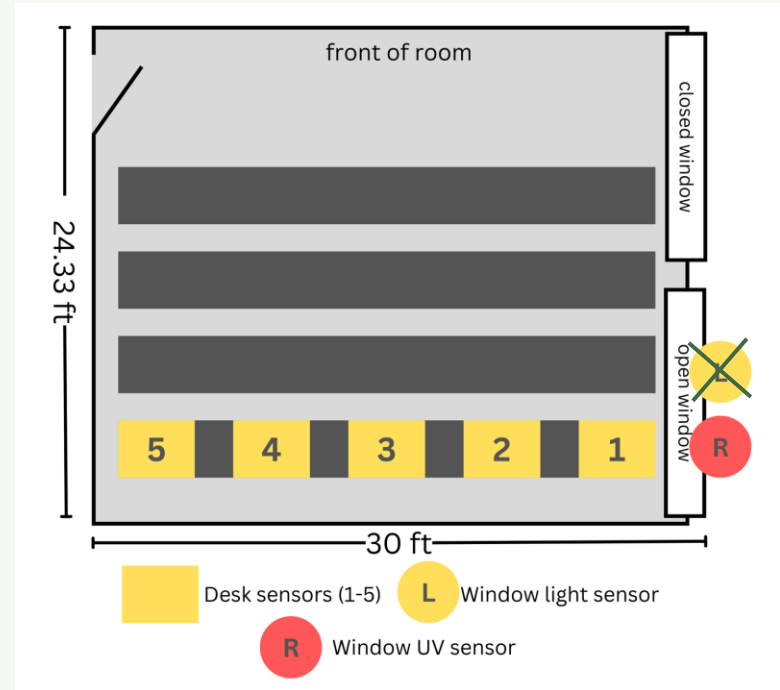 front of room
closed window
24.33 ft
open window
L
R
5 4 3 2 1
30 ft
Desk sensors (1-5)
L Window light sensor
R Window UV sensor